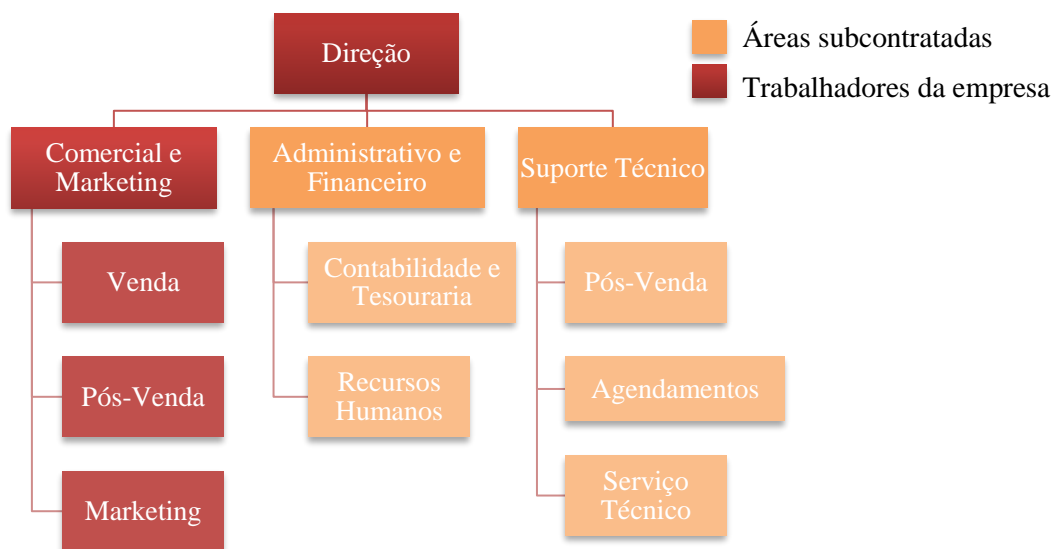 Direção
Áreas subcontratadas
Trabalhadores da empresa
Comercial e
Marketing
Administrativo e
Financeiro
Suporte Técnico
Venda
Pós-Venda
Marketing
Contabilidade e
Tesouraria
Recursos
Humanos
Pós-Venda
Agendamentos
Serviço
Técnico